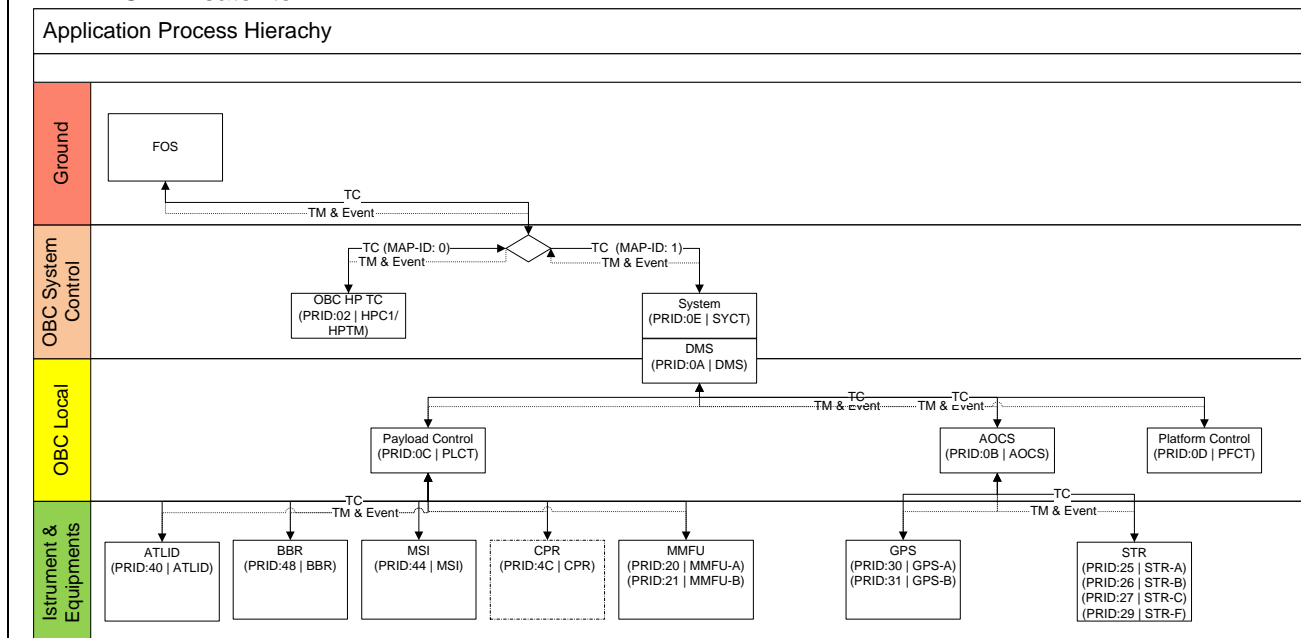 Application Process Hierachy
Ground
FOS
TC
TM & Event
OBC System
Control
TC (MAP-ID: 0)
TM & Event
TC (MAP-ID: 1)
TM & Event
OBC HP TC
(PRID:02 | HPC1/
HPTM)
System
(PRID:0E | SYCT)
DMS
(PRID:0A | DMS)
OBC Local
TC
TC
TM & Event
TM & Event
Payload Control
(PRID:0C | PLCT)
AOCS
(PRID:0B | AOCS)
Platform Control
(PRID:0D | PFCT)
Istrument &
Equipments
TC
TM & Event
TC
TM & Event
ATLID
(PRID:40 | ATLID)
BBR
(PRID:48 | BBR)
MSI
(PRID:44 | MSI)
CPR
(PRID:4C | CPR)
MMFU
(PRID:20 | MMFU-A)
(PRID:21 | MMFU-B)
GPS
(PRID:30 | GPS-A)
(PRID:31 | GPS-B)
STR
(PRID:25 | STR-A)
(PRID:26 | STR-B)
(PRID:27 | STR-C)
(PRID:29 | STR-F)